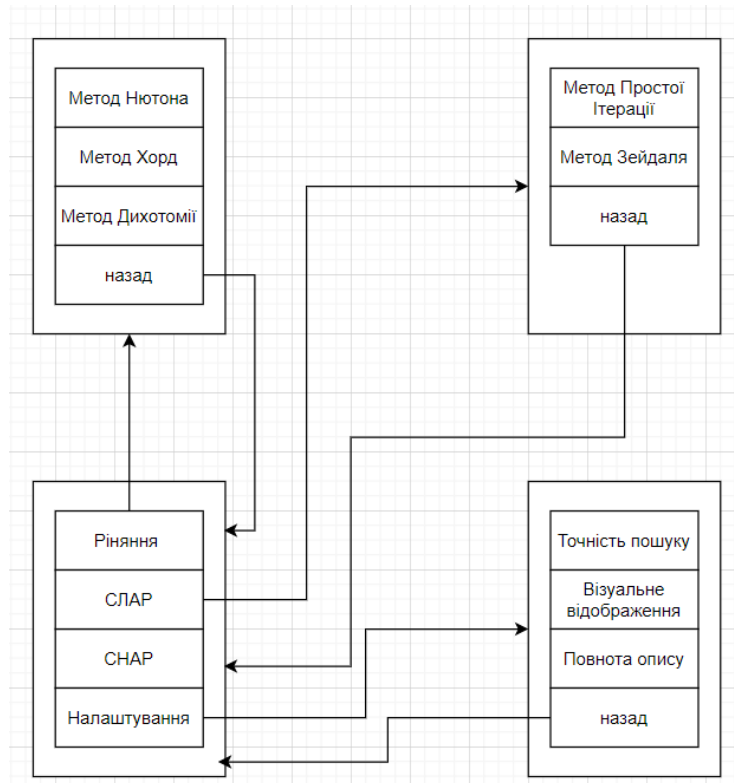 Метод Нютона
Метод Хорд
Метод Дихотомії
назад
Метод Простої
Ітерації
Метод Зейдаля
назад
Ріняння
СЛАР
СНАР
Налаштування
Точність пошуку
Візуальне
відображення
Повнота опису
назад